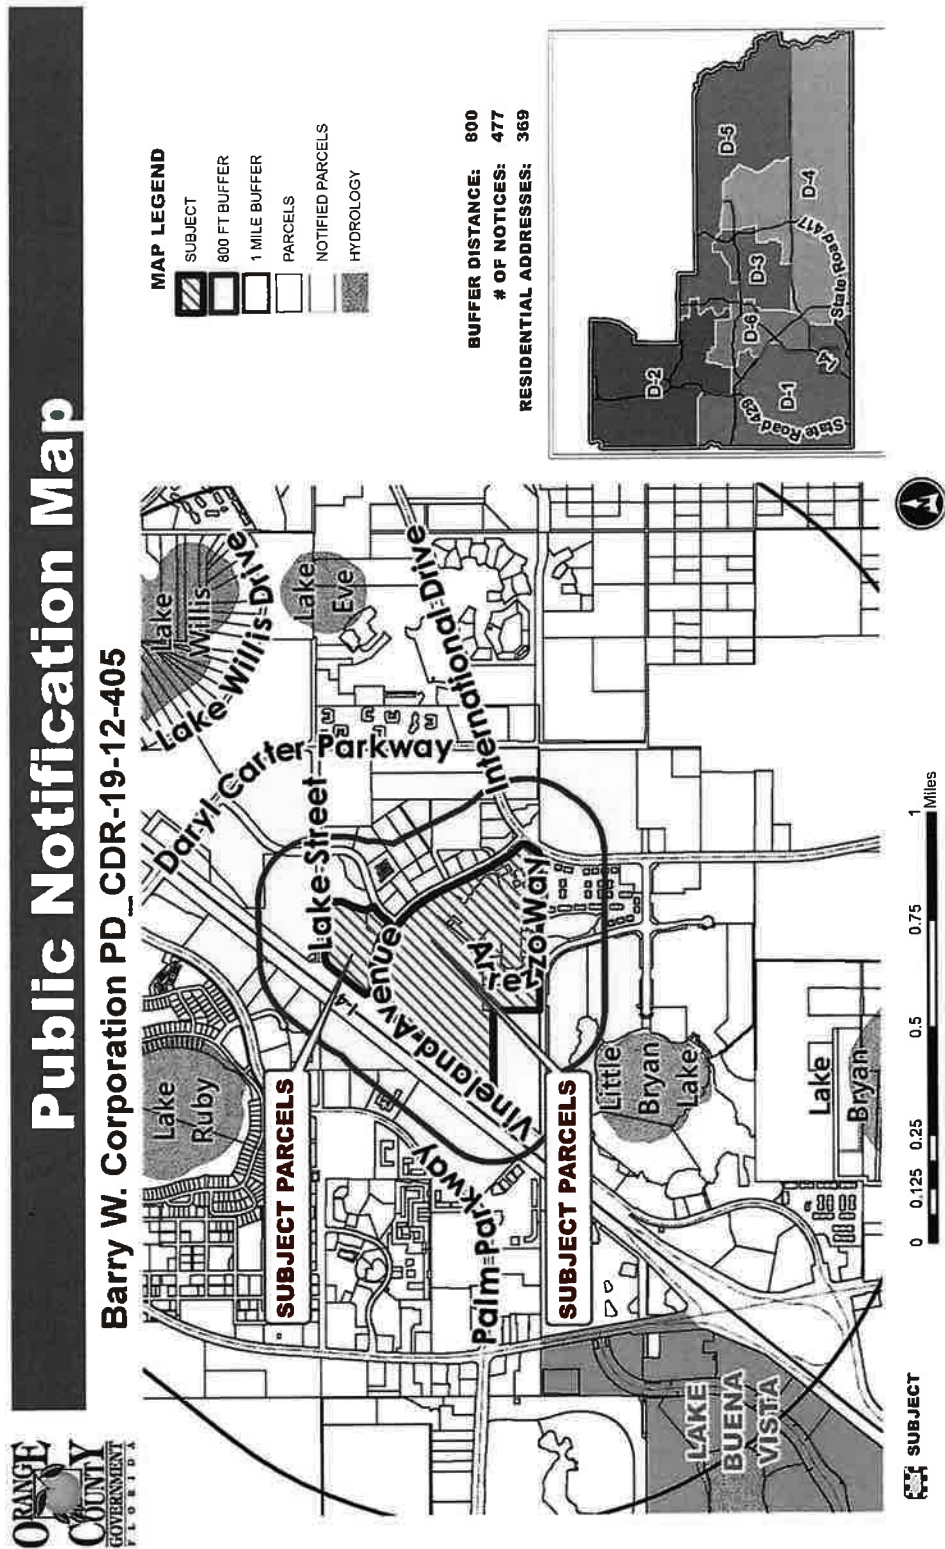 ORANGE
COUNTY
GOVERNMENT
FLORIDA
Public Notification Map
Barry W. Corporation PD_CDR-19-12-405
Lake
Ruby
Lake
Willis
Lake Willis Drive
Daryl Carter Parkway
Lake Street
Lake
Eve
SUBJECT PARCELS
I-4
Vineland Avenue
Palm Parkway
International Drive
Arrezzo Way
SUBJECT PARCELS
Little
Bryan
Lake
LAKE
BUENA
VISTA
Lake
Bryan
MAP LEGEND
SUBJECT
800 FT BUFFER
1 MILE BUFFER
PARCELS
NOTIFIED PARCELS
HYDROLOGY
BUFFER DISTANCE: 800
# OF NOTICES: 477
RESIDENTIAL ADDRESSES: 369
D-2
D-5
D-3
D-6
D-4
D-1
State Road 429
I-4
State Road 417
SUBJECT
0 0.125 0.25 0.5 0.75 1
Miles